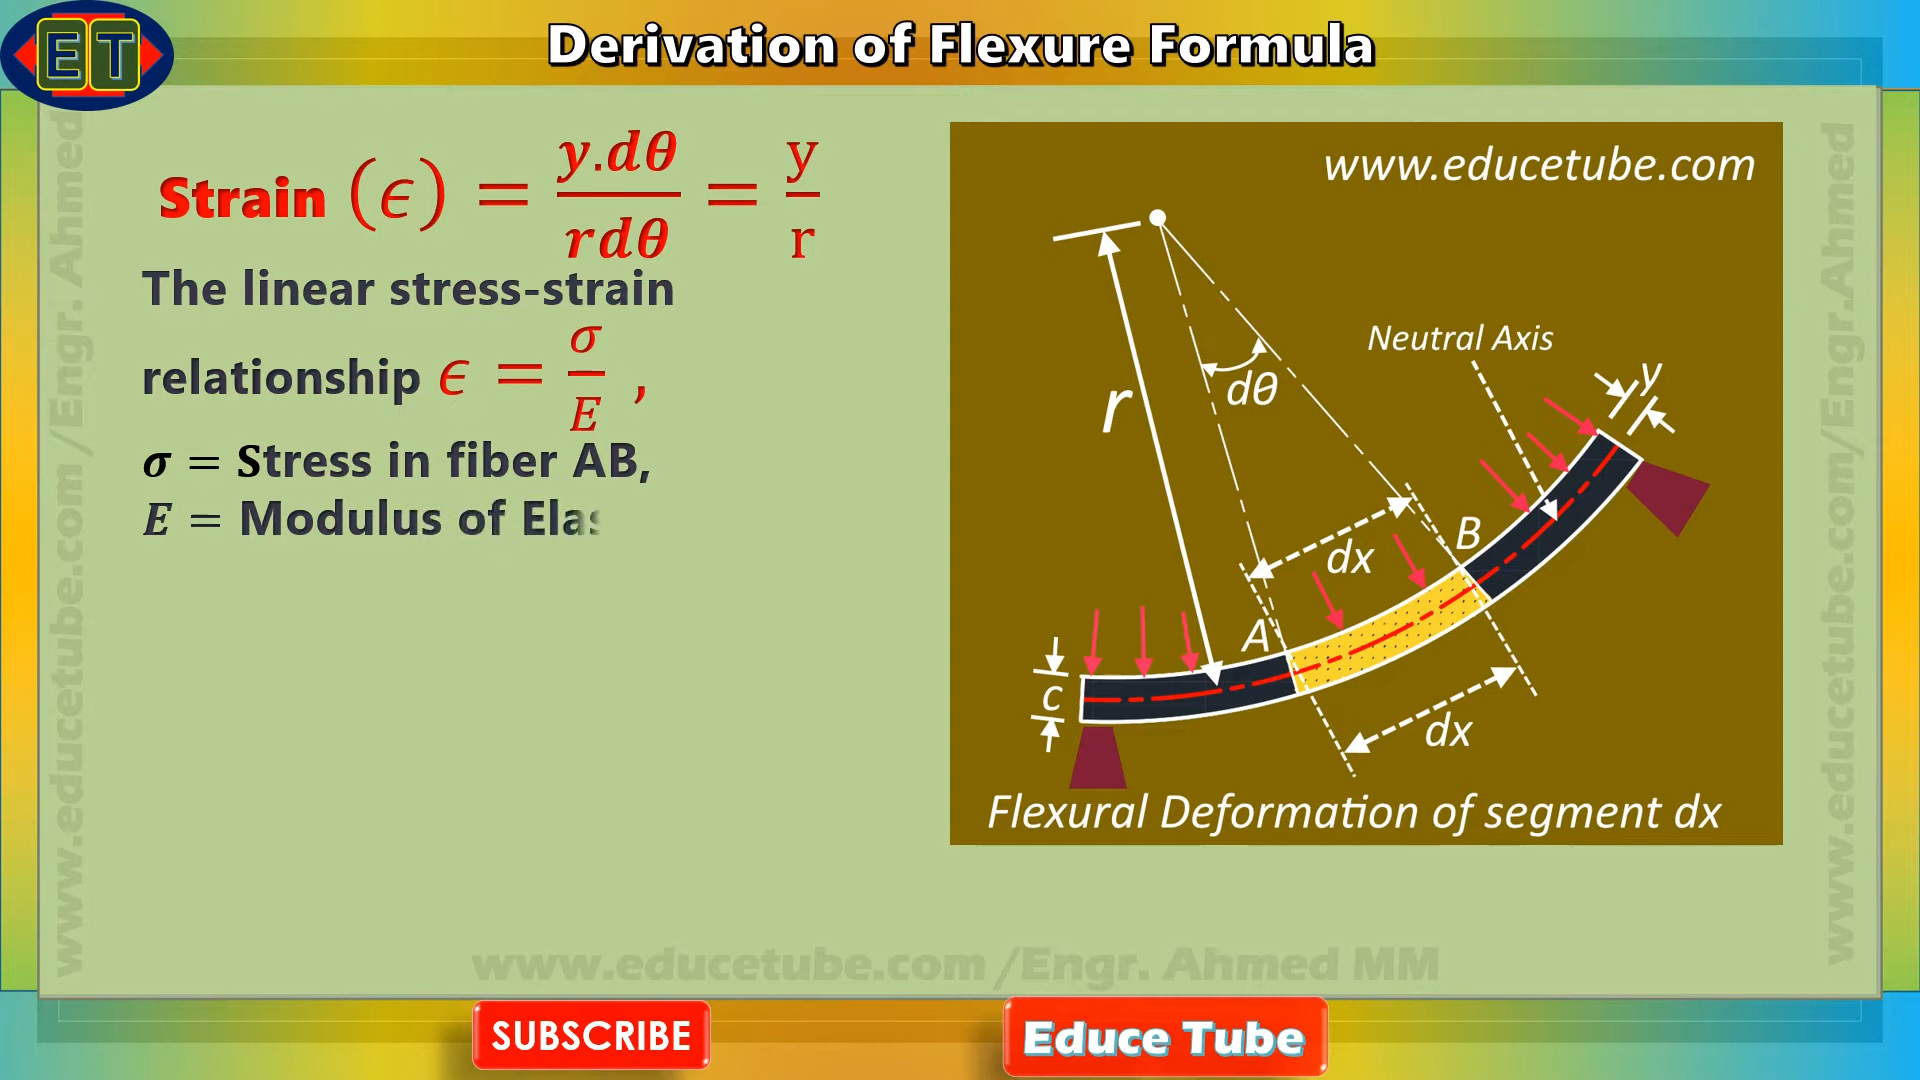 ET
Derivation of Flexure Formula
Strain (ϵ) = y.dθ / rdθ = y / r
The linear stress-strain
relationship ϵ = σ / E ,
σ = Stress in fiber AB,
E = Modulus of Elas
www.educetube.com
r
dθ
Neutral Axis
y
dx
B
A
c
dx
Flexural Deformation of segment dx
www.educetube.com /Engr. Ahmed
www.educetube.com/Engr.Ahmed
www.educetube.com /Engr. Ahmed MM
SUBSCRIBE
Educe Tube